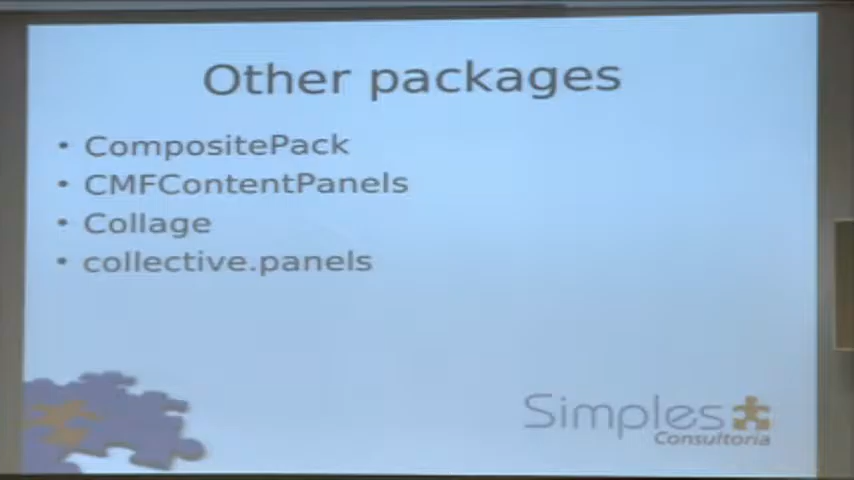 Other packages
• CompositePack
• CMFContentPanels
• Collage
• collective.panels
Simples
Consultoria